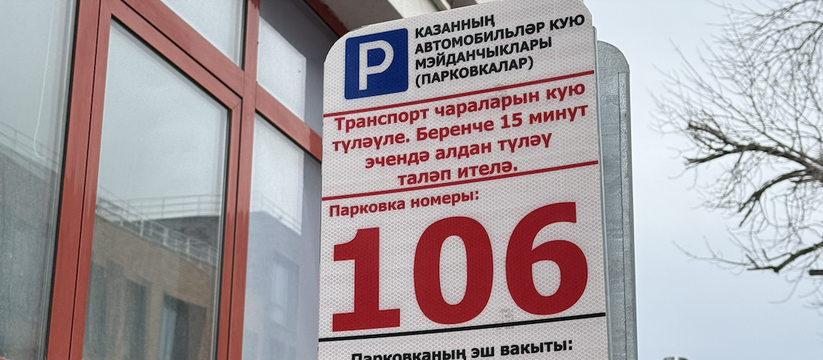 P
КАЗАННЫҢ
АВТОМОБИЛЬЛӘР КУЮ
МӘЙДАНЧЫКЛАРЫ
(ПАРКОВКАЛАР)
Транспорт чараларын кую
түләүле. Беренче 15 минут
эчендә алдан түләү
таләп ителә.
Парковка номеры:
106
Парковканың эш вакыты: